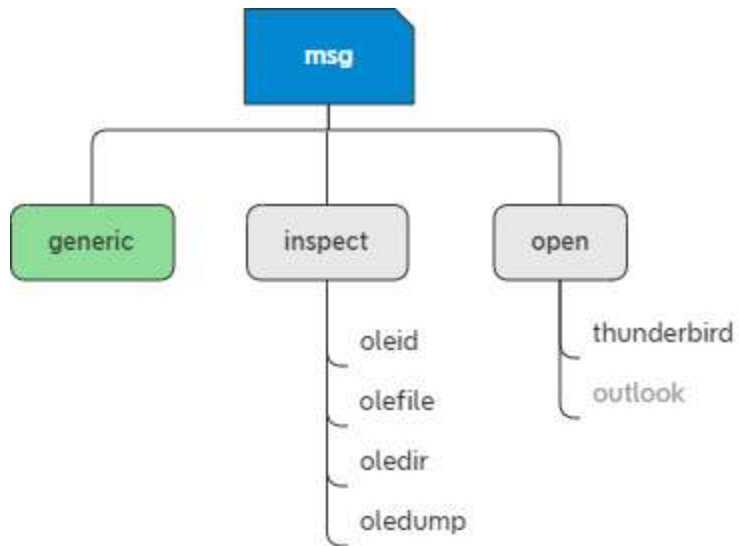 msg
generic
inspect
open
oleid
olefile
oledir
oledump
thunderbird
outlook